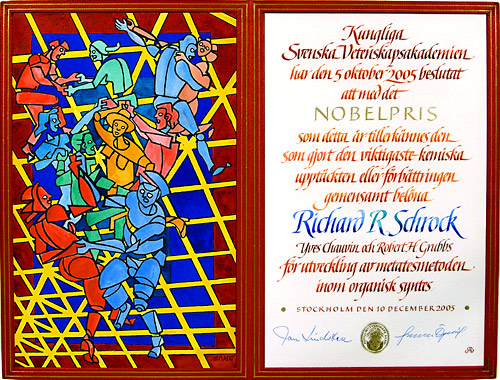 Kungliga
Svenska Vetenskapsakademien
har den 5 oktober 2005 beslutat
att med det
NOBELPRIS
som detta år tillerkännes den
som gjort den viktigaste kemiska
upptäckten eller förbättringen
gemensamt belöna
Richard R Schrock
Yves Chauvin, och Robert H. Grubbs
för utveckling av metatesmetoden
inom organisk syntes
STOCKHOLM DEN 10 DECEMBER 2005